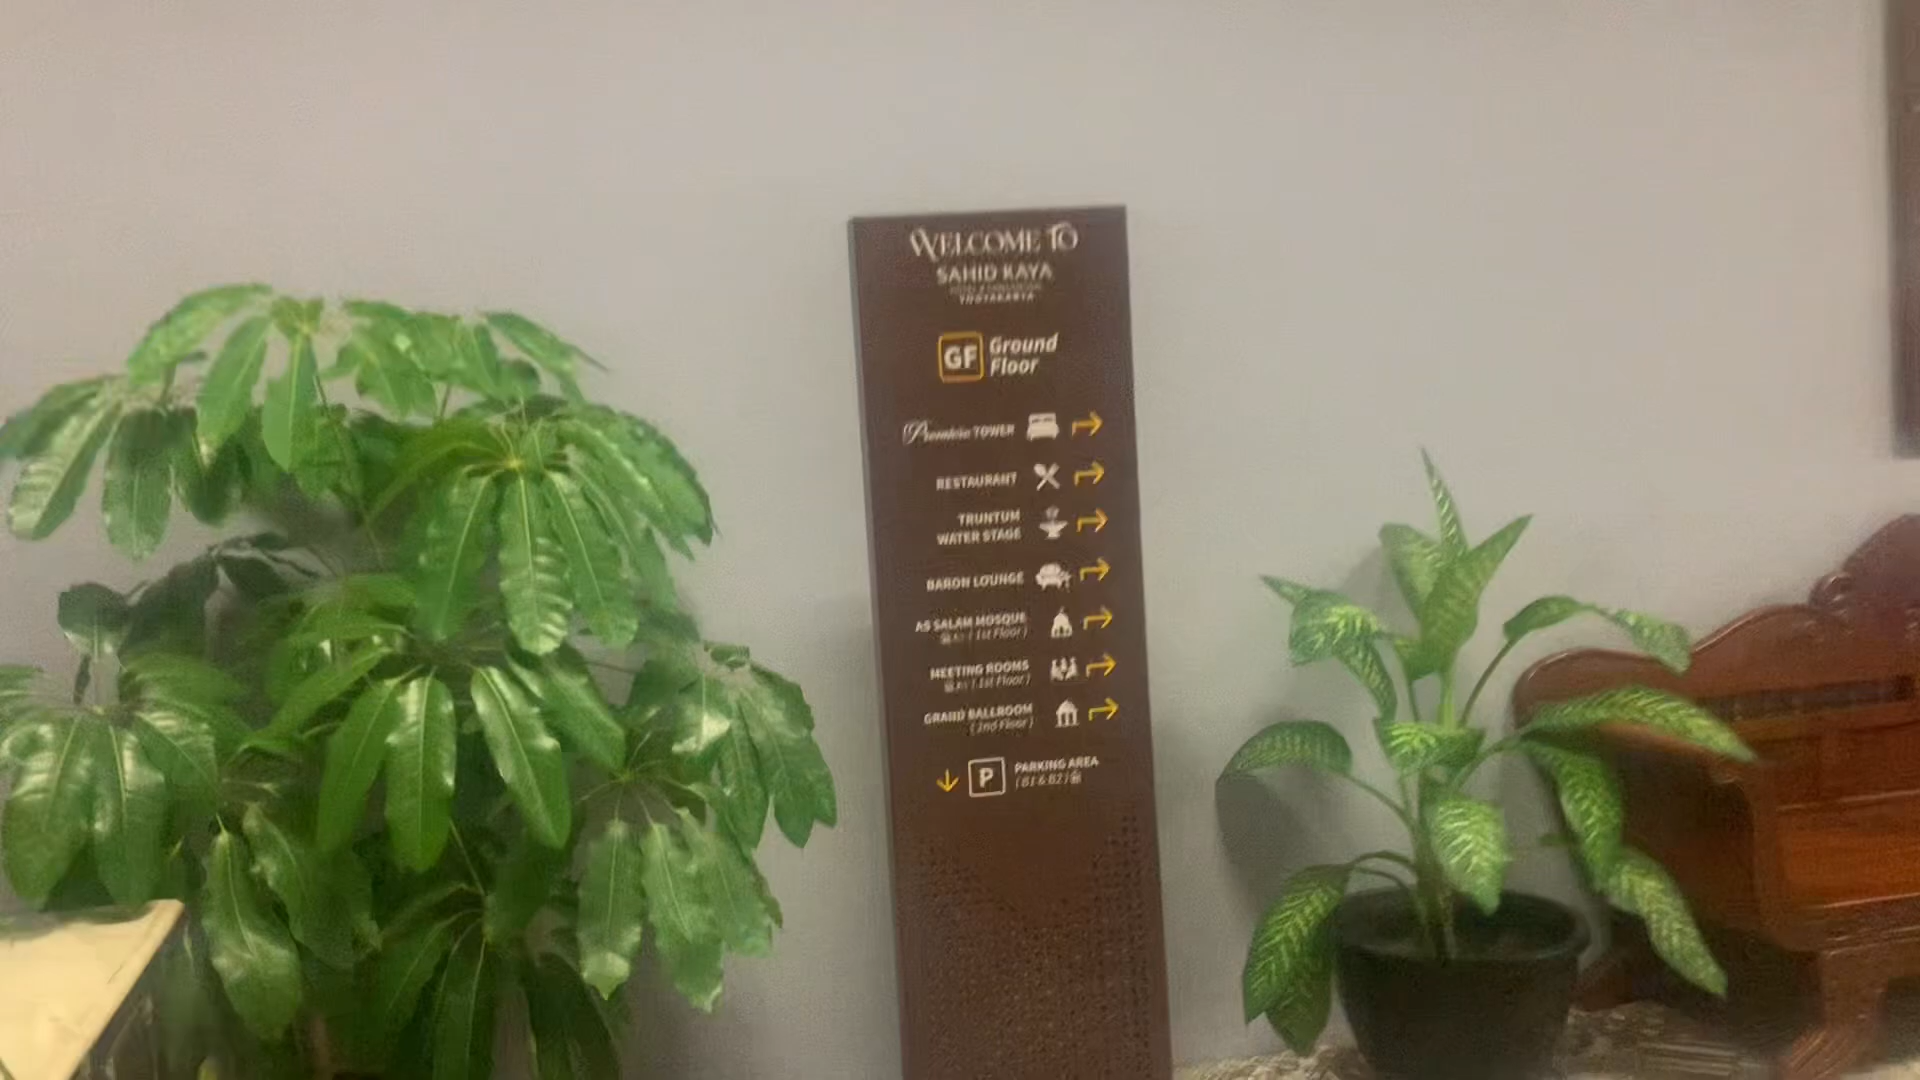 WELCOME TO
SAHID RAYA
YOGYAKARTA
GF Ground
Floor
TOWER
RESTAURANT
TRUNTUM
WATER STAGE
BARON LOUNGE
AS SALAM MOSQUE
(1st Floor)
MEETING ROOMS
(1st Floor)
GRAND BALLROOM
(2nd Floor)
P PARKING AREA
(B1 & B2)